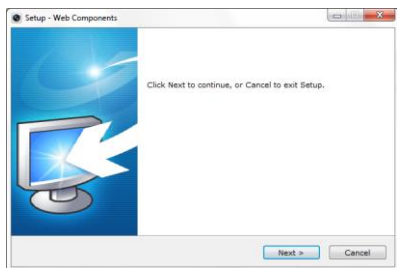 Setup - Web Components
Click Next to continue, or Cancel to exit Setup.
Next >
Cancel